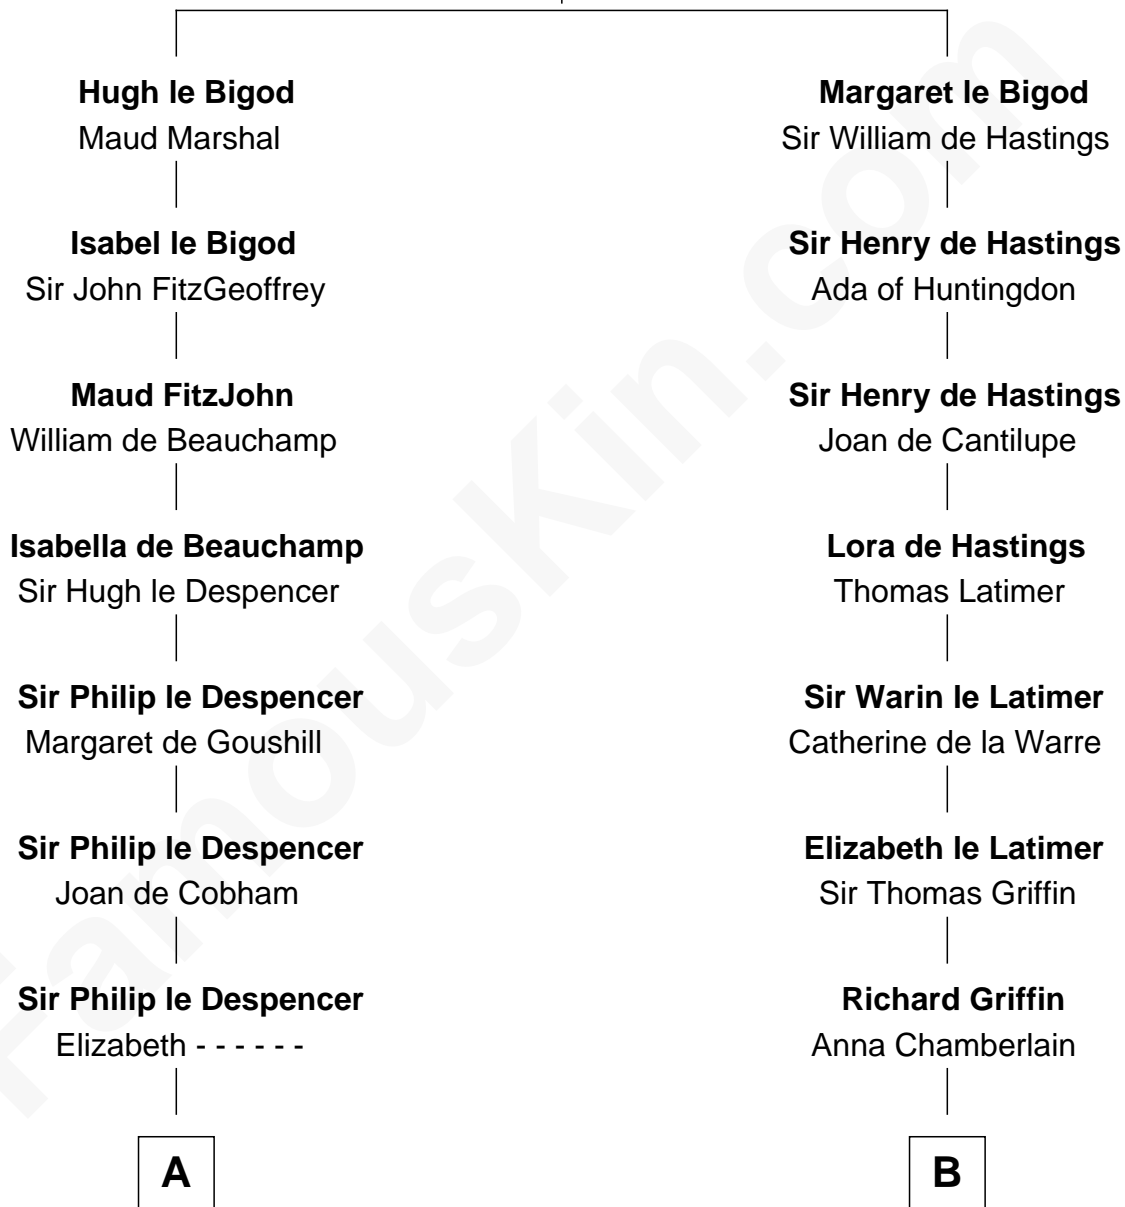 Hugh le Bigod
Maud Marshal
Isabel le Bigod
Sir John FitzGeoffrey
Maud FitzJohn
William de Beauchamp
Isabella de Beauchamp
Sir Hugh le Despencer
Sir Philip le Despencer
Margaret de Goushill
Sir Philip le Despencer
Joan de Cobham
Sir Philip le Despencer
Elizabeth - - - - - -
A
Margaret le Bigod
Sir William de Hastings
Sir Henry de Hastings
Ada of Huntingdon
Sir Henry de Hastings
Joan de Cantilupe
Lora de Hastings
Thomas Latimer
Sir Warin le Latimer
Catherine de la Warre
Elizabeth le Latimer
Sir Thomas Griffin
Richard Griffin
Anna Chamberlain
B
FamousKin.com